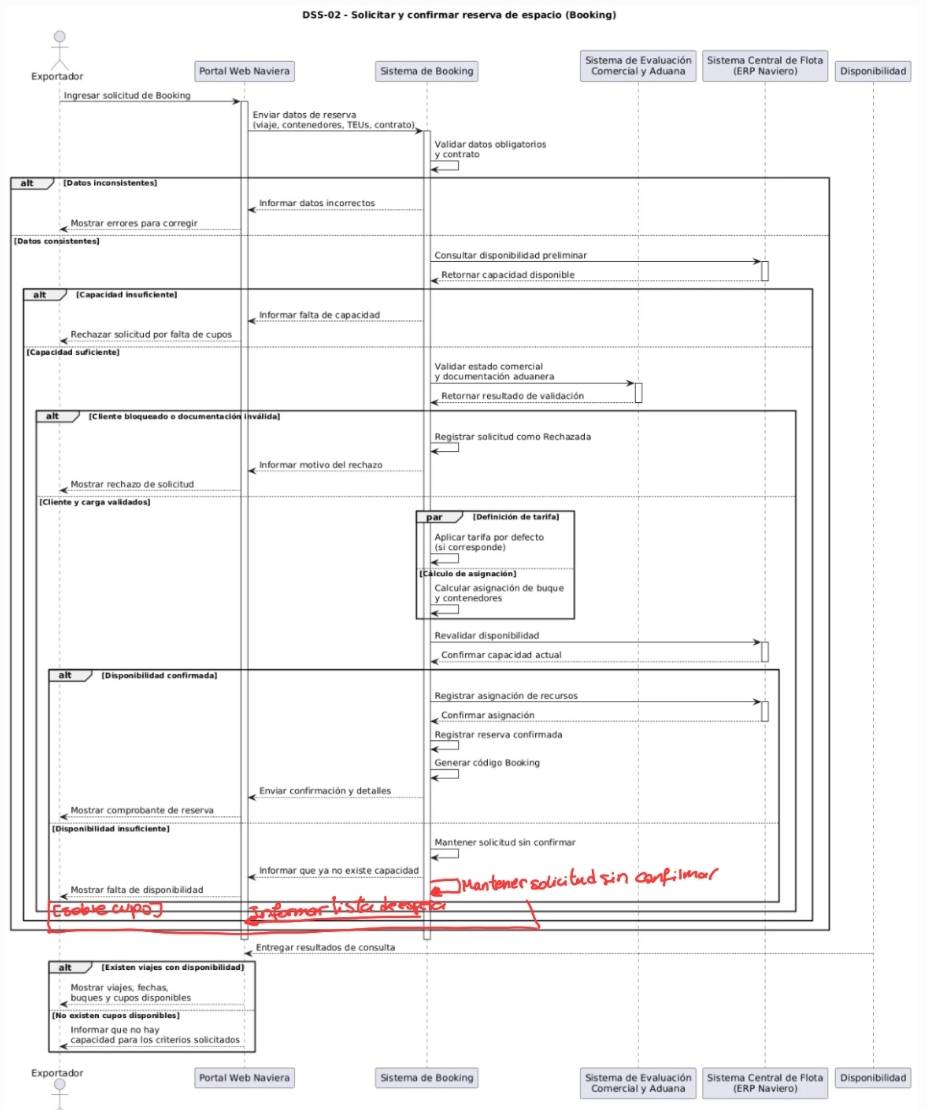 DSS-02 - Solicitar y confirmar reserva de espacio (Booking)
Exportador
Portal Web Naviera
Sistema de Booking
Sistema de Evaluación
Comercial y Aduana
Sistema Central de Flota
(ERP Naviero)
Disponibilidad
Ingresar solicitud de Booking
Enviar datos de reserva
(viaje, contenedores, TEUs, contrato)
Validar datos obligatorios
y contrato
alt
[Datos inconsistentes]
Informar datos incorrectos
Mostrar errores para corregir
[Datos consistentes]
Consultar disponibilidad preliminar
Retornar capacidad disponible
alt
[Capacidad insuficiente]
Informar falta de capacidad
Rechazar solicitud por falta de cupos
[Capacidad suficiente]
Validar estado comercial
y documentación aduanera
Retornar resultado de validación
alt
[Cliente bloqueado o documentación inválida]
Registrar solicitud como Rechazada
Informar motivo del rechazo
Mostrar rechazo de solicitud
[Cliente y carga validados]
par
[Definición de tarifa]
Aplicar tarifa por defecto
(si corresponde)
[Cálculo de asignación]
Calcular asignación de buque
y contenedores
Revalidar disponibilidad
Confirmar capacidad actual
alt
[Disponibilidad confirmada]
Registrar asignación de recursos
Confirmar asignación
Registrar reserva confirmada
Generar código Booking
Enviar confirmación y detalles
Mostrar comprobante de reserva
[Disponibilidad insuficiente]
Mantener solicitud sin confirmar
Informar que ya no existe capacidad
Mantener solicitud sin confirmar
Mostrar falta de disponibilidad
[sobre cupo]
Informar lista de espera
Entregar resultados de consulta
alt
[Existen viajes con disponibilidad]
Mostrar viajes, fechas,
buques y cupos disponibles
[No existen cupos disponibles]
Informar que no hay
capacidad para los criterios solicitados
Exportador
Portal Web Naviera
Sistema de Booking
Sistema de Evaluación
Comercial y Aduana
Sistema Central de Flota
(ERP Naviero)
Disponibilidad